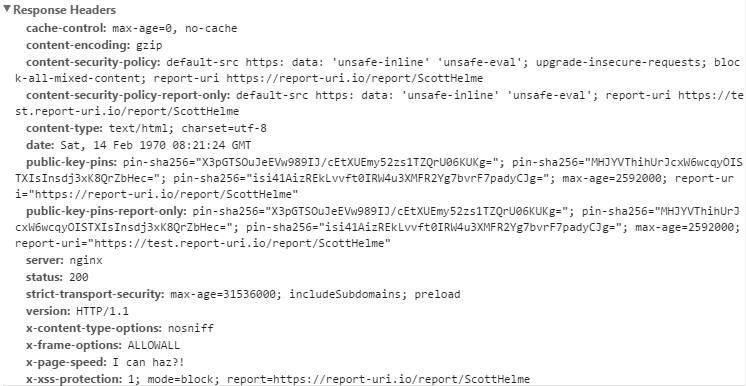 Response Headers
cache-control: max-age=0, no-cache
content-encoding: gzip
content-security-policy: default-src https: data: 'unsafe-inline' 'unsafe-eval'; upgrade-insecure-requests; bloc
k-all-mixed-content; report-uri https://report-uri.io/report/ScottHelme
content-security-policy-report-only: default-src https: data: 'unsafe-inline' 'unsafe-eval'; report-uri https://te
st.report-uri.io/report/ScottHelme
content-type: text/html; charset=utf-8
date: Sat, 14 Feb 1970 08:21:24 GMT
public-key-pins: pin-sha256="X3pGTSOuJeEVw989IJ/cEtXUEmy52zs1TZQrU06KUKg="; pin-sha256="MHJYVThihUrJcxW6wcqyOIS
TXIsInsdj3xK8QrZbHec="; pin-sha256="isi41AizREkLvvft0IRW4u3XMFR2Yg7bvrF7padyCJg="; max-age=2592000; report-ur
i="https://report-uri.io/report/ScottHelme"
public-key-pins-report-only: pin-sha256="X3pGTSOuJeEVw989IJ/cEtXUEmy52zs1TZQrU06KUKg="; pin-sha256="MHJYVThihUr
JcxW6wcqyOISTXIsInsdj3xK8QrZbHec="; pin-sha256="isi41AizREkLvvft0IRW4u3XMFR2Yg7bvrF7padyCJg="; max-age=2592000;
report-uri="https://test.report-uri.io/report/ScottHelme"
server: nginx
status: 200
strict-transport-security: max-age=31536000; includeSubdomains; preload
version: HTTP/1.1
x-content-type-options: nosniff
x-frame-options: ALLOWALL
x-page-speed: I can haz?!
x-xss-protection: 1; mode=block; report=https://report-uri.io/report/ScottHelme